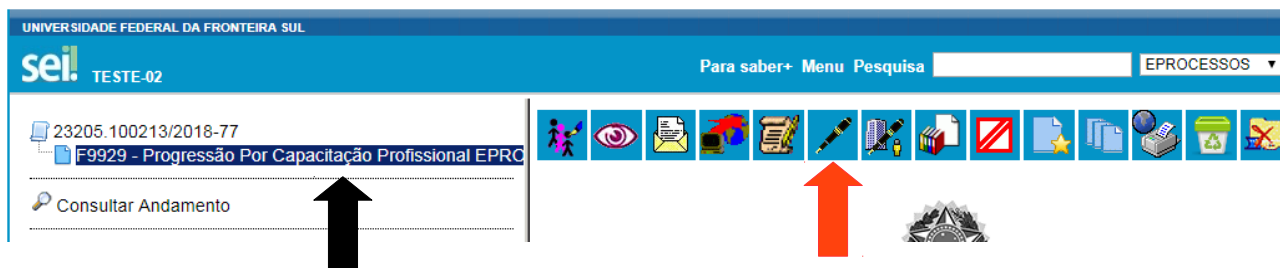 UNIVERSIDADE FEDERAL DA FRONTEIRA SUL
sei! TESTE-02
Para saber+ Menu Pesquisa EPROCESSOS
23205.100213/2018-77
F9929 - Progressão Por Capacitação Profissional EPRO
Consultar Andamento